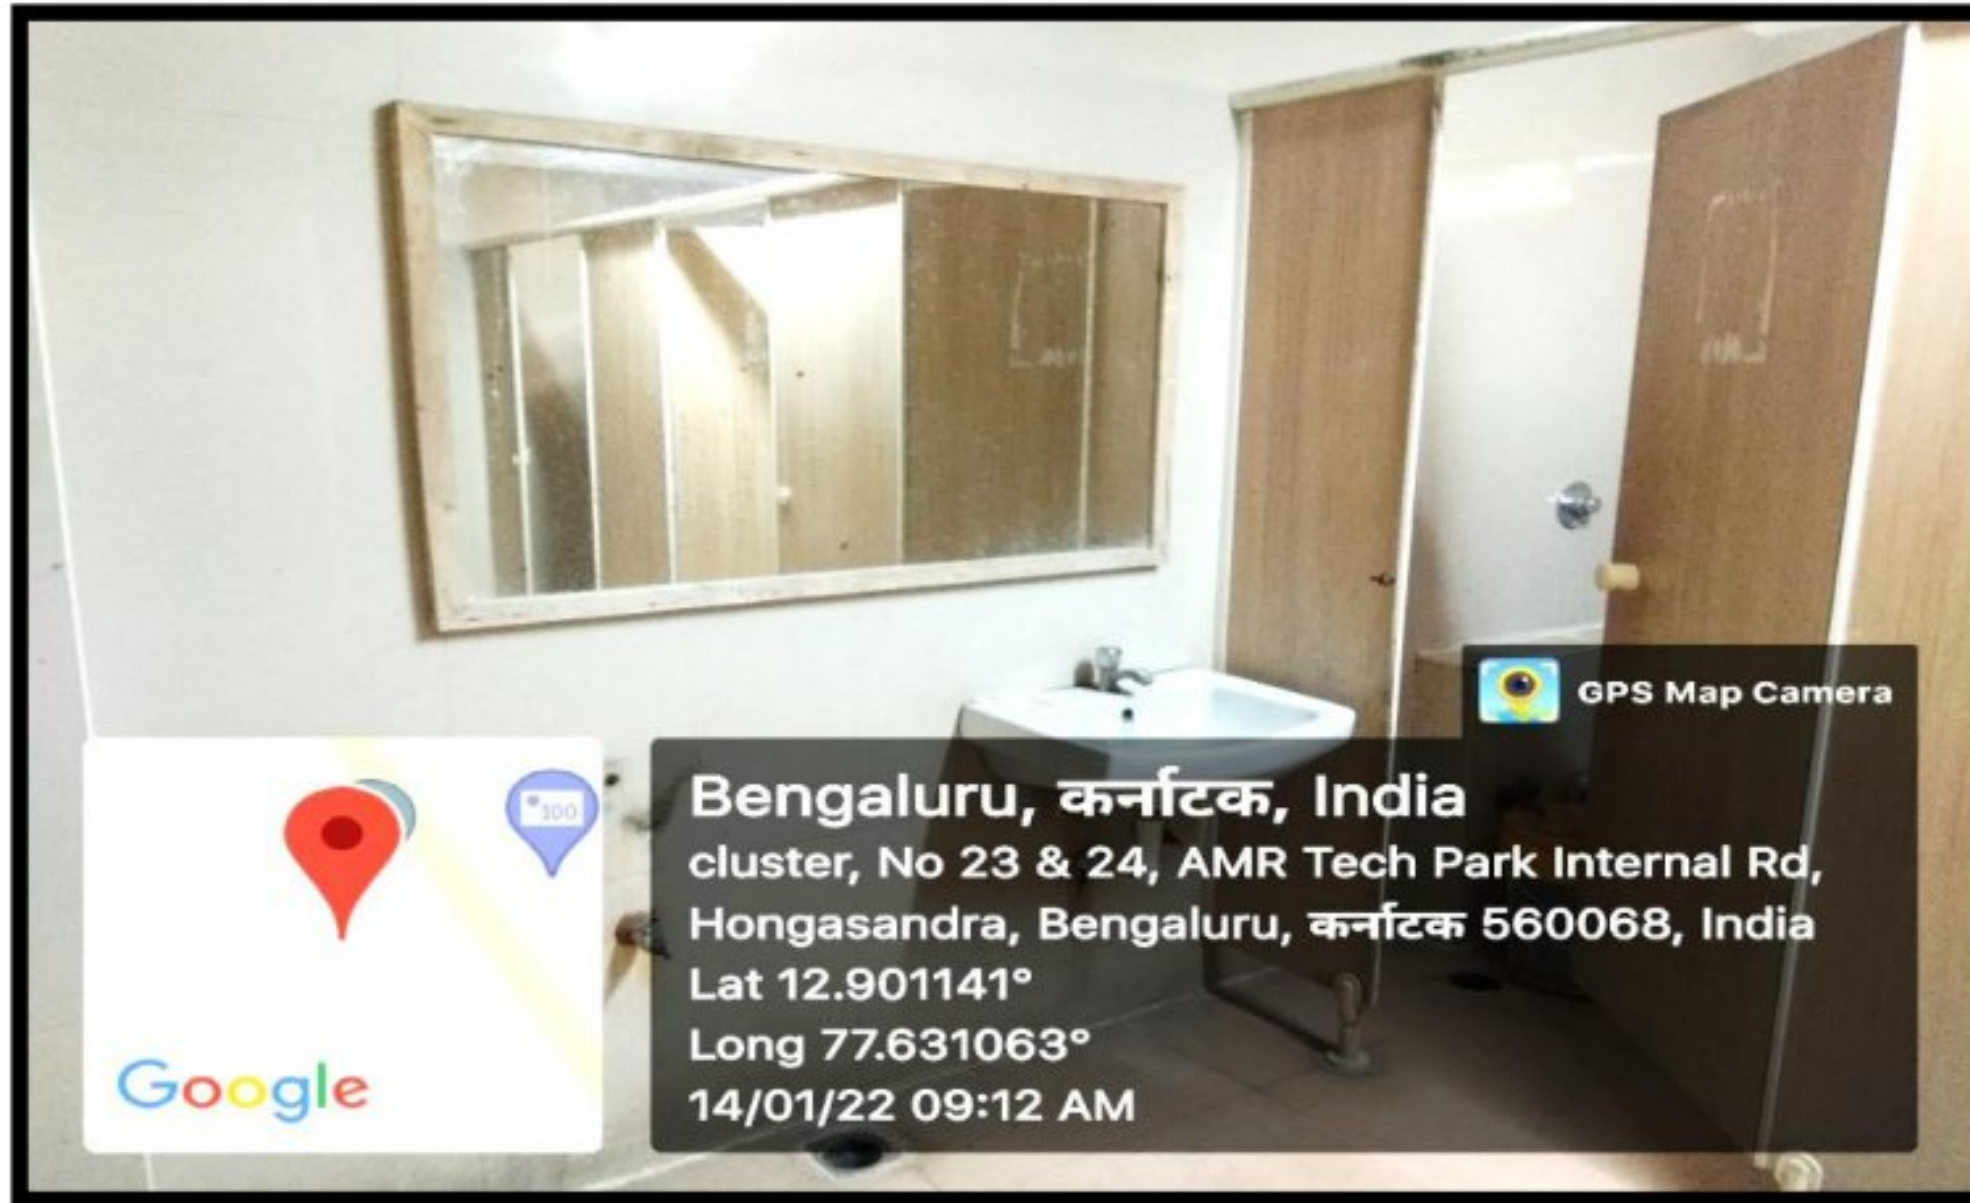 GPS Map Camera
Bengaluru, कर्नाटक, India
cluster, No 23 & 24, AMR Tech Park Internal Rd,
Hongasandra, Bengaluru, कर्नाटक 560068, India
Lat 12.901141°
Long 77.631063°
14/01/22 09:12 AM
100
Google